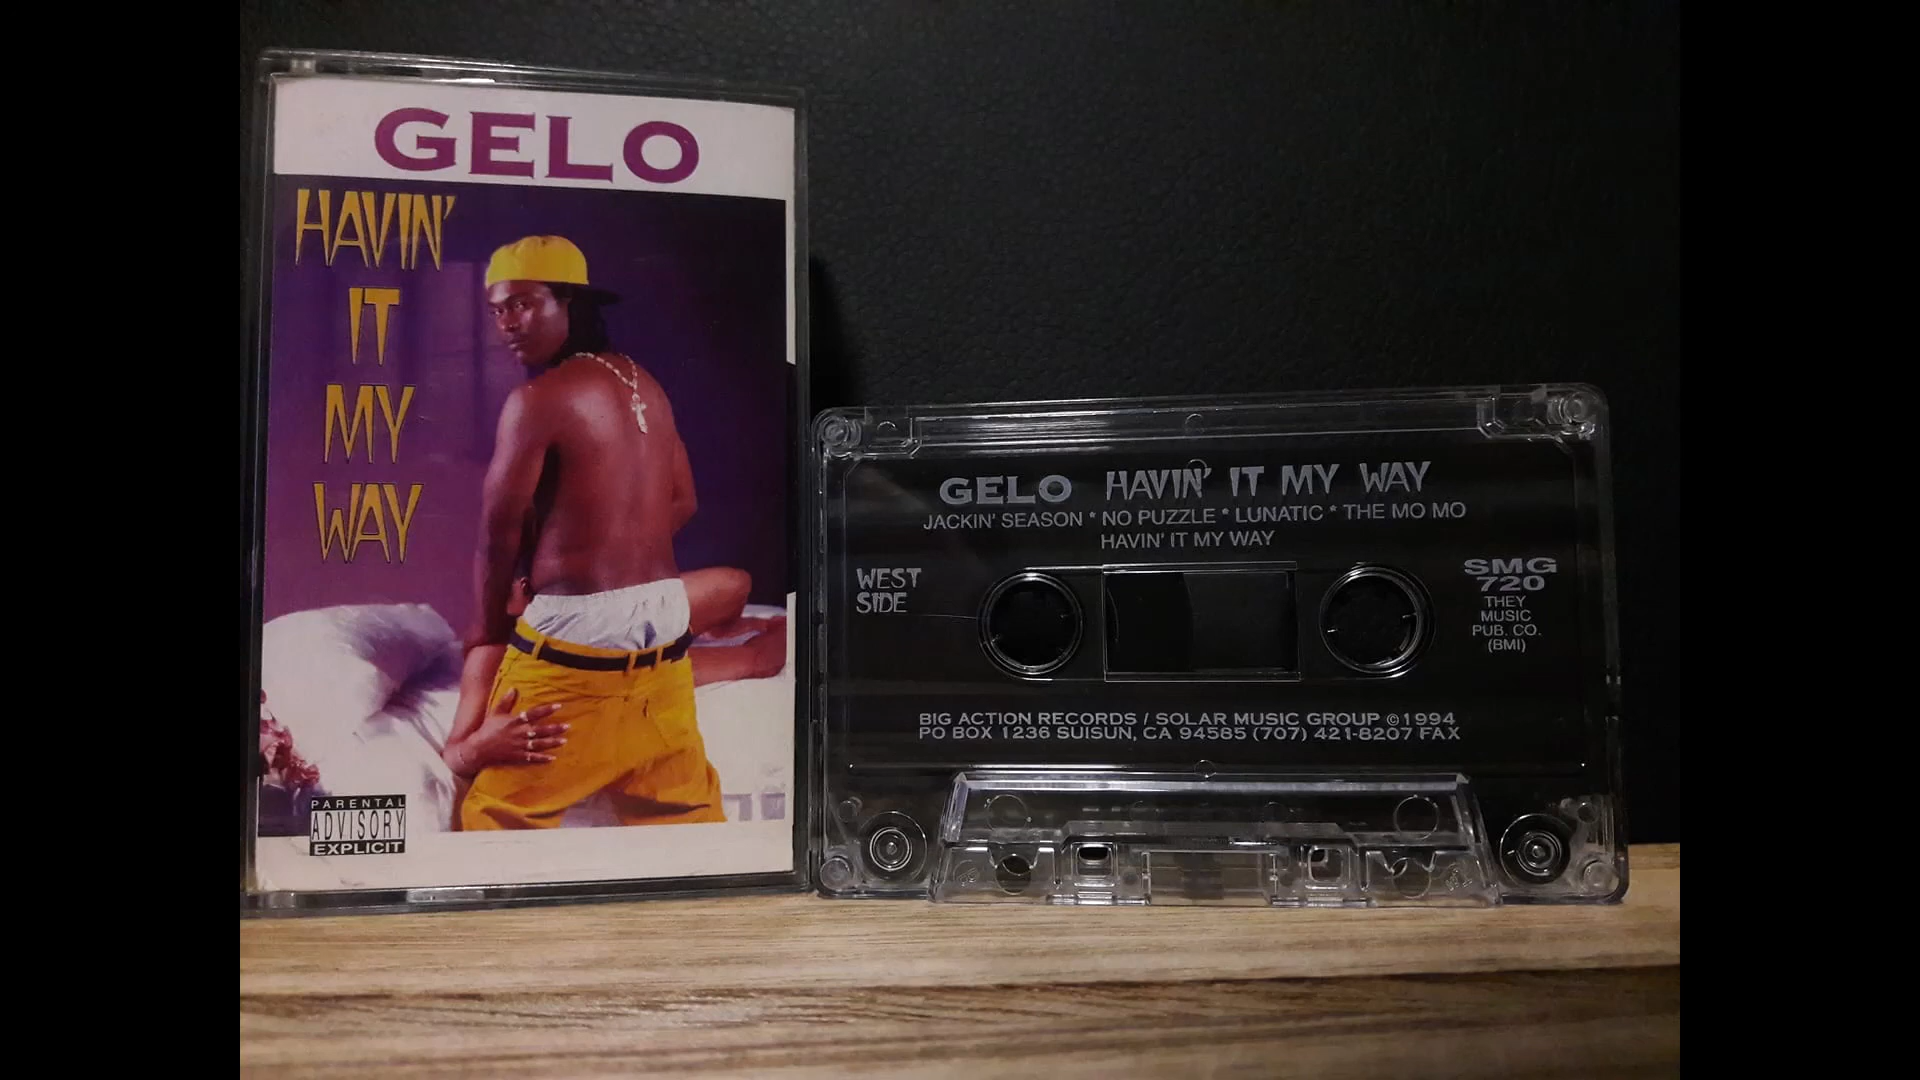 GELO
HAVIN'
IT
MY
WAY
PARENTAL
ADVISORY
EXPLICIT
GELO HAVIN' IT MY WAY
JACKIN' SEASON * NO PUZZLE * LUNATIC * THE MO MO
HAVIN' IT MY WAY
WEST
SIDE
SMG
720
THEY
MUSIC
PUB. CO.
(BMI)
BIG ACTION RECORDS / SOLAR MUSIC GROUP ©1994
PO BOX 1236 SUISUN, CA 94585 (707) 421-8207 FAX